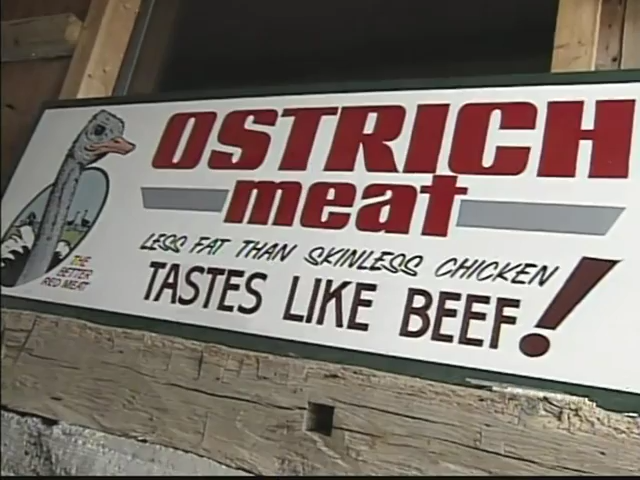 OSTRICH
meat
LESS FAT THAN SKINLESS CHICKEN
TASTES LIKE BEEF!
THE
BETTER
RED MEAT